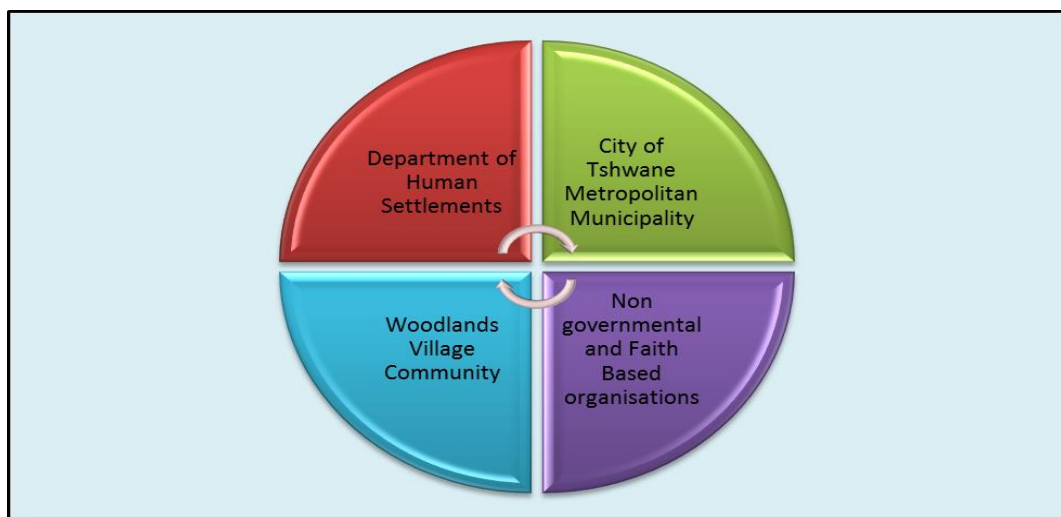 Department of
Human
Settlements
City of
Tshwane
Metropolitan
Municipality
Woodlands
Village
Community
Non
governmental
and Faith
Based
organisations